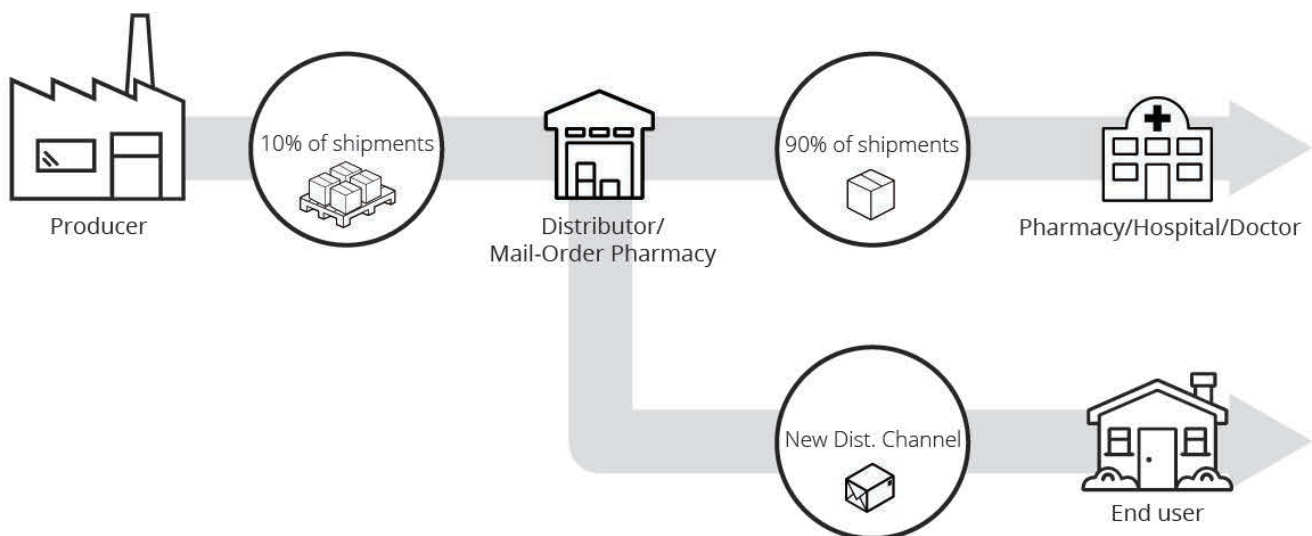 10% of shipments
90% of shipments
Producer
Distributor/
Mail-Order Pharmacy
Pharmacy/Hospital/Doctor
New Dist. Channel
End user